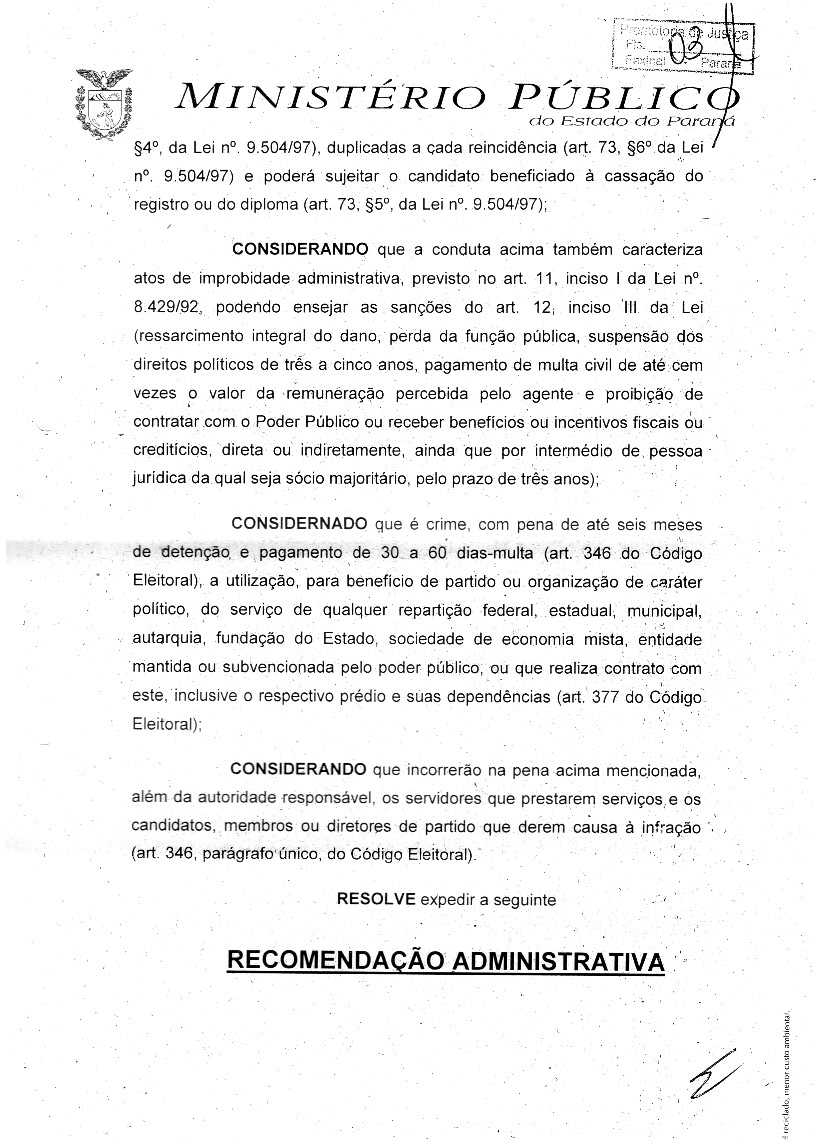 Promotoria de Justiça
Fls. 03
Faxinal - Paraná
MINISTÉRIO PÚBLICO
do Estado do Paraná
§4º, da Lei nº. 9.504/97), duplicadas a cada reincidência (art. 73, §6º da Lei
nº. 9.504/97) e poderá sujeitar o candidato beneficiado à cassação do
registro ou do diploma (art. 73, §5º, da Lei nº. 9.504/97);
CONSIDERANDO que a conduta acima também caracteriza
atos de improbidade administrativa, previsto no art. 11, inciso I da Lei nº.
8.429/92, podendo ensejar as sanções do art. 12, inciso III da Lei
(ressarcimento integral do dano, perda da função pública, suspensão dos
direitos políticos de três a cinco anos, pagamento de multa civil de até cem
vezes o valor da remuneração percebida pelo agente e proibição de
contratar com o Poder Público ou receber benefícios ou incentivos fiscais ou
creditícios, direta ou indiretamente, ainda que por intermédio de pessoa
jurídica da qual seja sócio majoritário, pelo prazo de três anos);
CONSIDERNADO que é crime, com pena de até seis meses
de detenção e pagamento de 30 a 60 dias-multa (art. 346 do Código
Eleitoral), a utilização, para benefício de partido ou organização de caráter
político, do serviço de qualquer repartição federal, estadual, municipal,
autarquia, fundação do Estado, sociedade de economia mista, entidade
mantida ou subvencionada pelo poder público, ou que realiza contrato com
este, inclusive o respectivo prédio e suas dependências (art. 377 do Código
Eleitoral);
CONSIDERANDO que incorrerão na pena acima mencionada,
além da autoridade responsável, os servidores que prestarem serviços e os
candidatos, membros ou diretores de partido que derem causa à infração
(art. 346, parágrafo único, do Código Eleitoral).
RESOLVE expedir a seguinte
RECOMENDAÇÃO ADMINISTRATIVA
reciclado, menor custo ambiental.